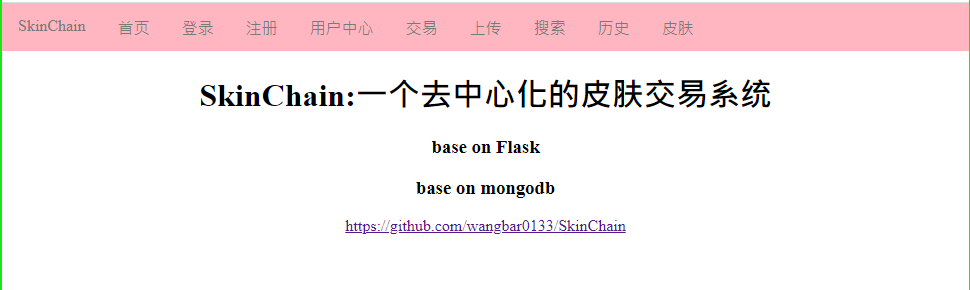 SkinChain 首页 登录 注册 用户中心 交易 上传 搜索 历史 皮肤
SkinChain:一个去中心化的皮肤交易系统
base on Flask
base on mongodb
https://github.com/wangbar0133/SkinChain